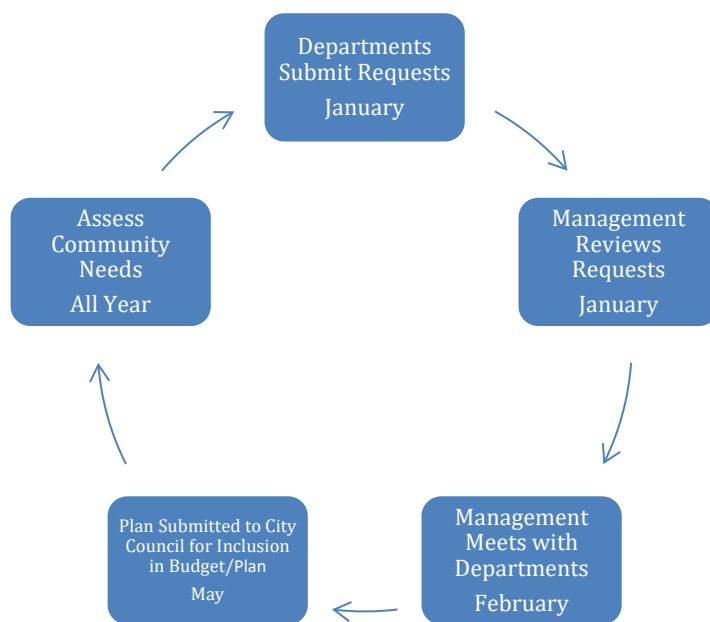 Departments
Submit Requests
January
Management
Reviews
Requests
January
Management
Meets with
Departments
February
Plan Submitted to City
Council for Inclusion
in Budget/Plan
May
Assess
Community
Needs
All Year